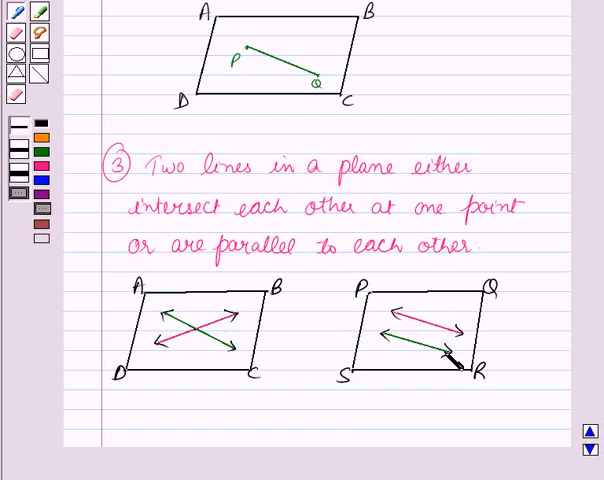 A B
P
Q
D C
3 Two lines in a plane either
intersect each other at one point
or are parallel to each other.
A B P Q
D C S R